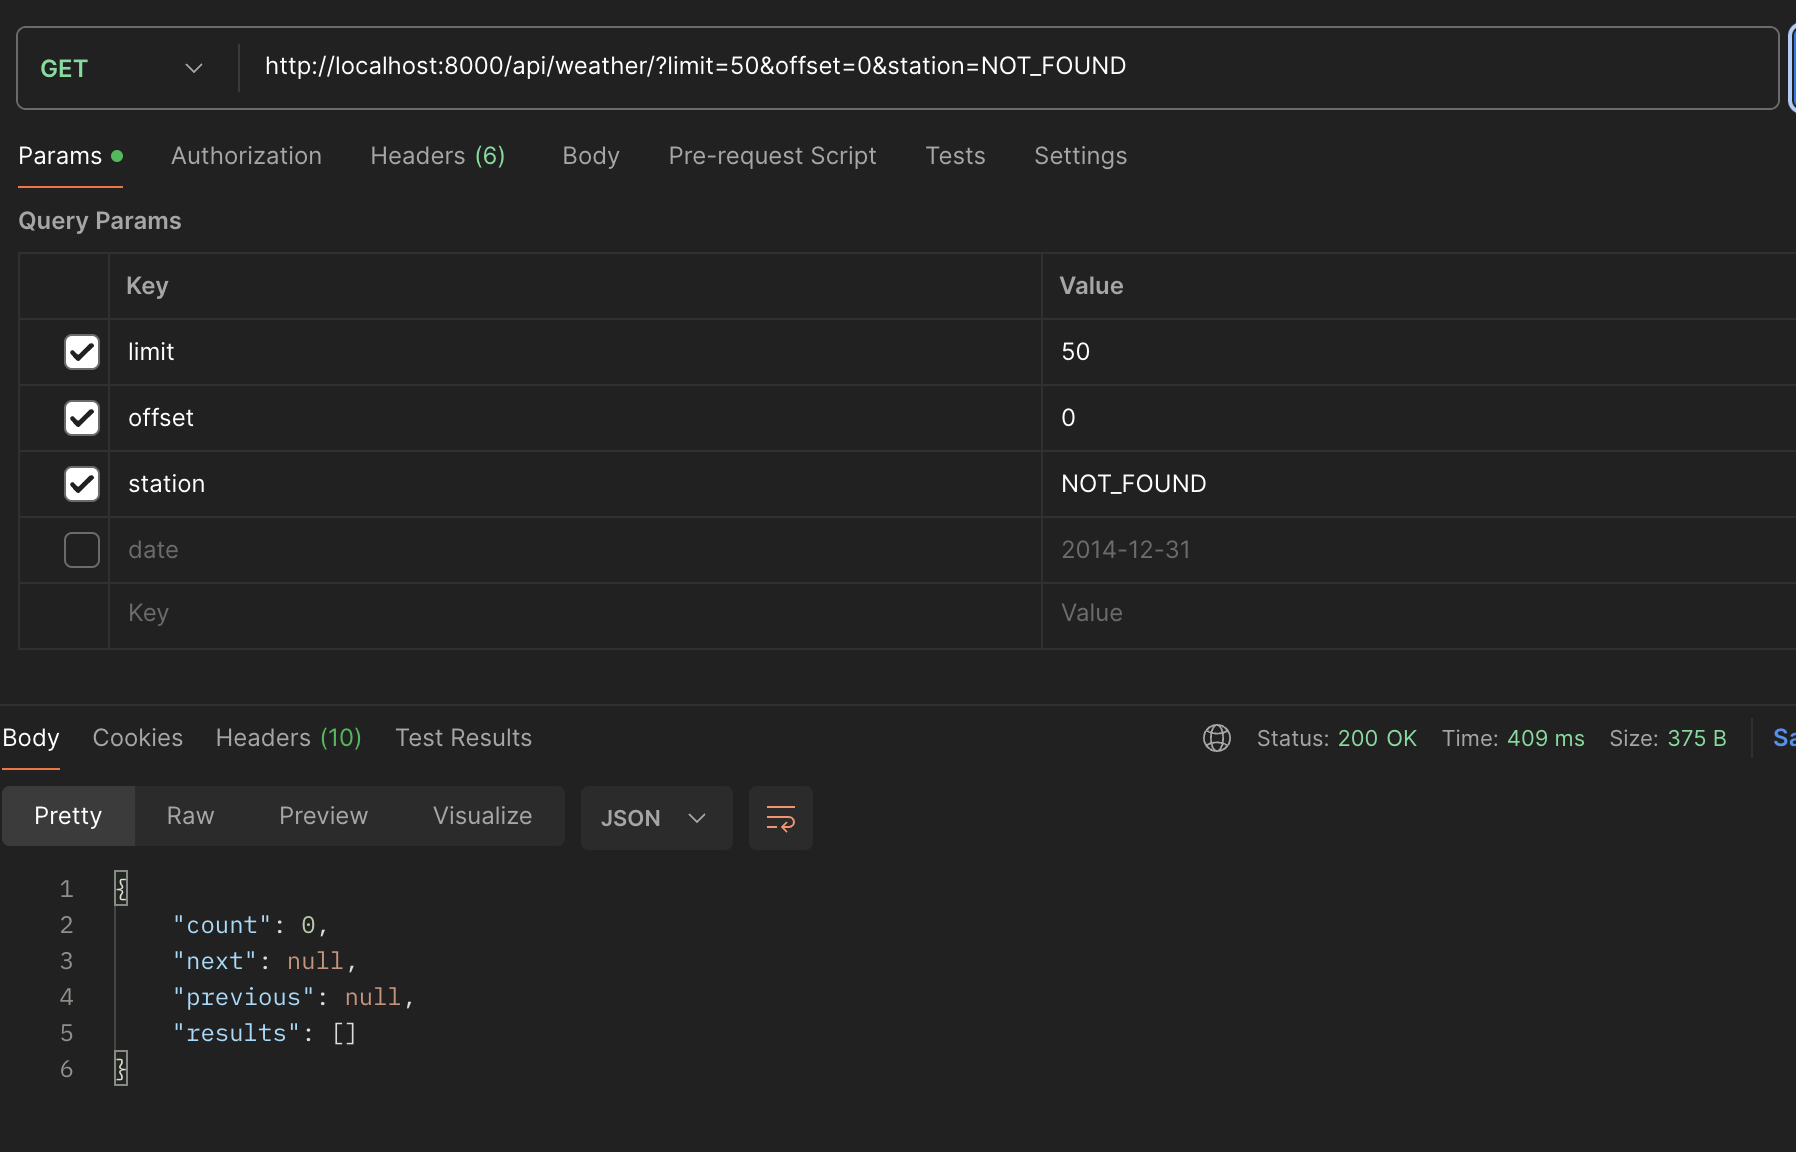 GET http://localhost:8000/api/weather/?limit=50&offset=0&station=NOT_FOUND
Params Authorization Headers (6) Body Pre-request Script Tests Settings
Query Params
Key Value
limit 50
offset 0
station NOT_FOUND
date 2014-12-31
Key Value
Body Cookies Headers (10) Test Results Status: 200 OK Time: 409 ms Size: 375 B Sa
Pretty Raw Preview Visualize JSON
1 {
2 "count": 0,
3 "next": null,
4 "previous": null,
5 "results": []
6 }